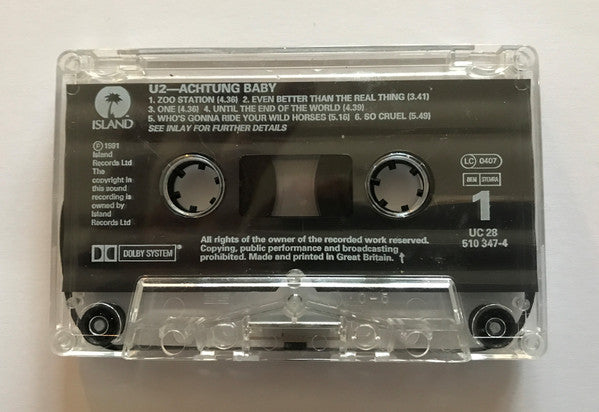 U2—ACHTUNG BABY
1. ZOO STATION (4.36) 2. EVEN BETTER THAN THE REAL THING (3.41)
3. ONE (4.36) 4. UNTIL THE END OF THE WORLD (4.39)
5. WHO'S GONNA RIDE YOUR WILD HORSES (5.16) 6. SO CRUEL (5.49)
SEE INLAY FOR FURTHER DETAILS
ISLAND
℗ 1991
Island
Records Ltd
The
copyright in
this sound
recording is
owned by
Island
Records Ltd
LC 0407
BIEM STEMRA
1
UC 28
510 347-4
DOLBY SYSTEM®
All rights of the owner of the recorded work reserved.
Copying, public performance and broadcasting
prohibited. Made and printed in Great Britain.